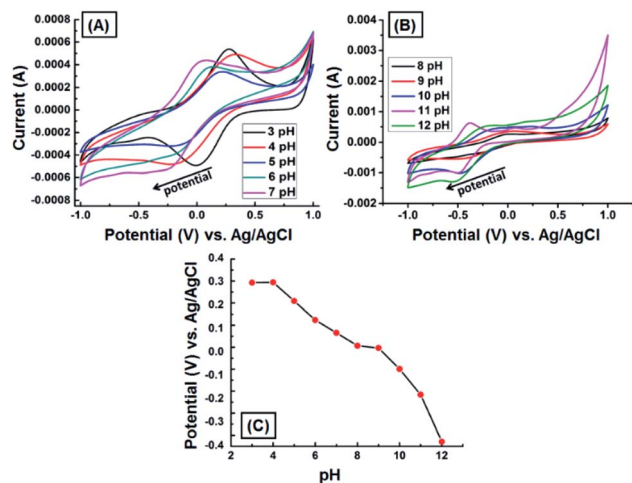 (A)
0.0008
0.0006
0.0004
0.0002
0.0000
-0.0002
-0.0004
-0.0006
-0.0008
Current (A)
3 pH
4 pH
5 pH
6 pH
7 pH
potential
-1.0
-0.5
0.0
0.5
1.0
Potential (V) vs. Ag/AgCl
(B)
0.004
0.003
0.002
0.001
0.000
-0.001
-0.002
Current (A)
8 pH
9 pH
10 pH
11 pH
12 pH
potential
-1.0
-0.5
0.0
0.5
1.0
Potential (V) vs. Ag/AgCl
0.4
0.3
0.2
0.1
0.0
-0.1
-0.2
-0.3
-0.4
Potential (V) vs. Ag/AgCl
(C)
2
4
6
8
10
12
pH